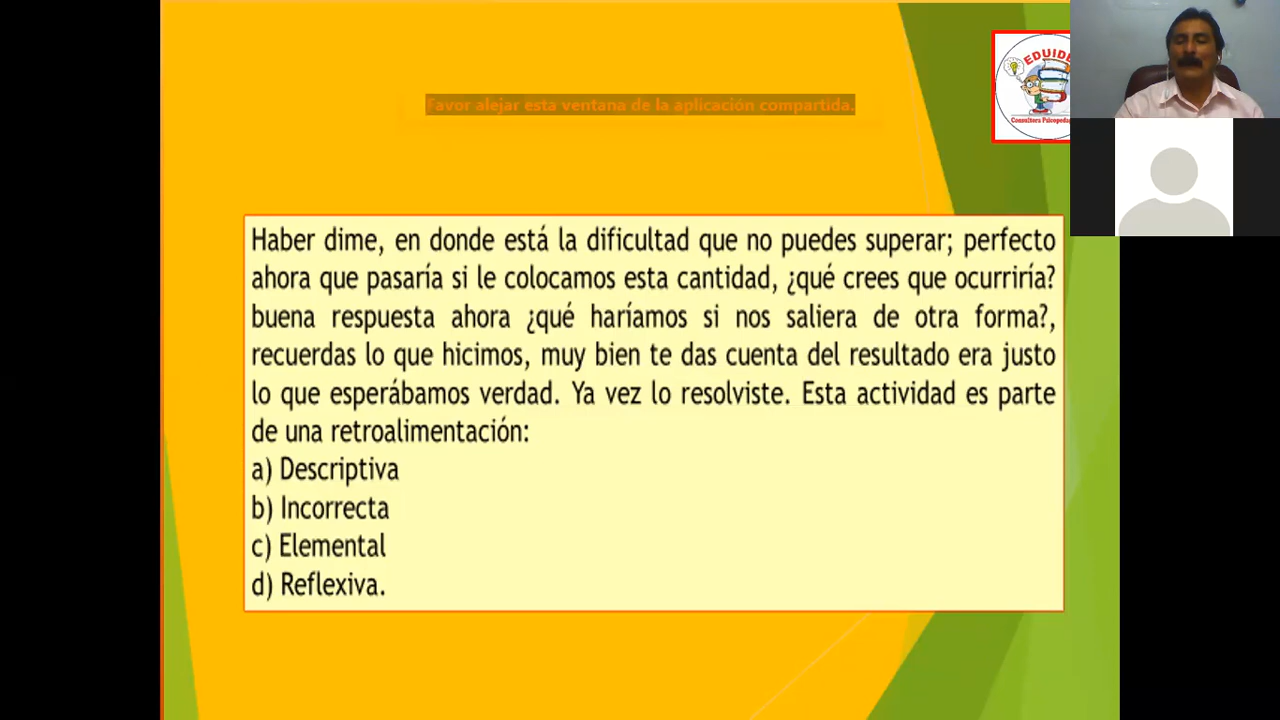 Favor alejar esta ventana de la aplicación compartida.
EDUIDE
Consultora Psicopeda
Haber dime, en donde está la dificultad que no puedes superar; perfecto
ahora que pasaría si le colocamos esta cantidad, ¿qué crees que ocurriría?
buena respuesta ahora ¿qué haríamos si nos saliera de otra forma?,
recuerdas lo que hicimos, muy bien te das cuenta del resultado era justo
lo que esperábamos verdad. Ya vez lo resolviste. Esta actividad es parte
de una retroalimentación:
a) Descriptiva
b) Incorrecta
c) Elemental
d) Reflexiva.